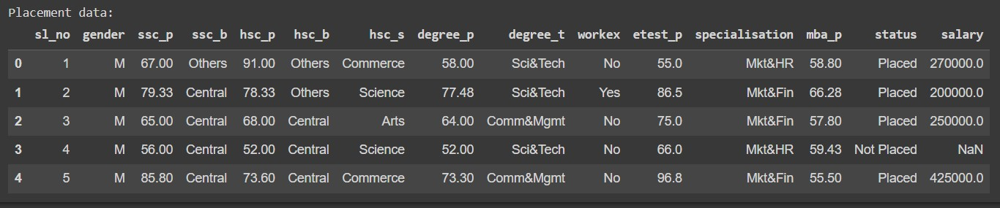 Placement data:
sl_no gender ssc_p ssc_b hsc_p hsc_b hsc_s degree_p degree_t workex etest_p specialisation mba_p status salary
0 1 M 67.00 Others 91.00 Others Commerce 58.00 Sci&Tech No 55.0 Mkt&HR 58.80 Placed 270000.0
1 2 M 79.33 Central 78.33 Others Science 77.48 Sci&Tech Yes 86.5 Mkt&Fin 66.28 Placed 200000.0
2 3 M 65.00 Central 68.00 Central Arts 64.00 Comm&Mgmt No 75.0 Mkt&Fin 57.80 Placed 250000.0
3 4 M 56.00 Central 52.00 Central Science 52.00 Sci&Tech No 66.0 Mkt&HR 59.43 Not Placed NaN
4 5 M 85.80 Central 73.60 Central Commerce 73.30 Comm&Mgmt No 96.8 Mkt&Fin 55.50 Placed 425000.0